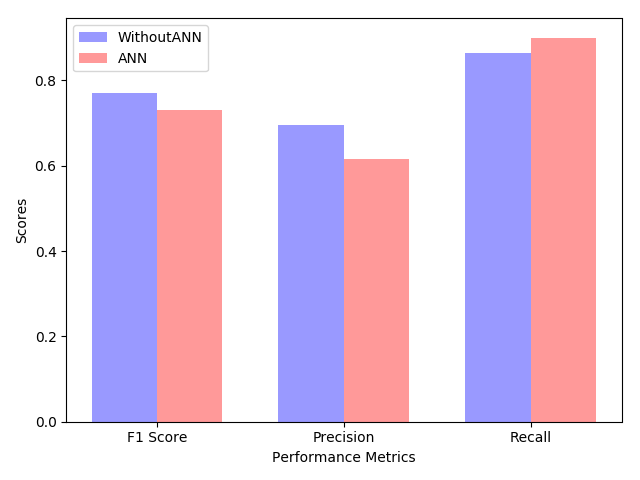 WithoutANN
ANN
0.8
0.6
0.4
0.2
0.0
Scores
F1 Score
Precision
Recall
Performance Metrics